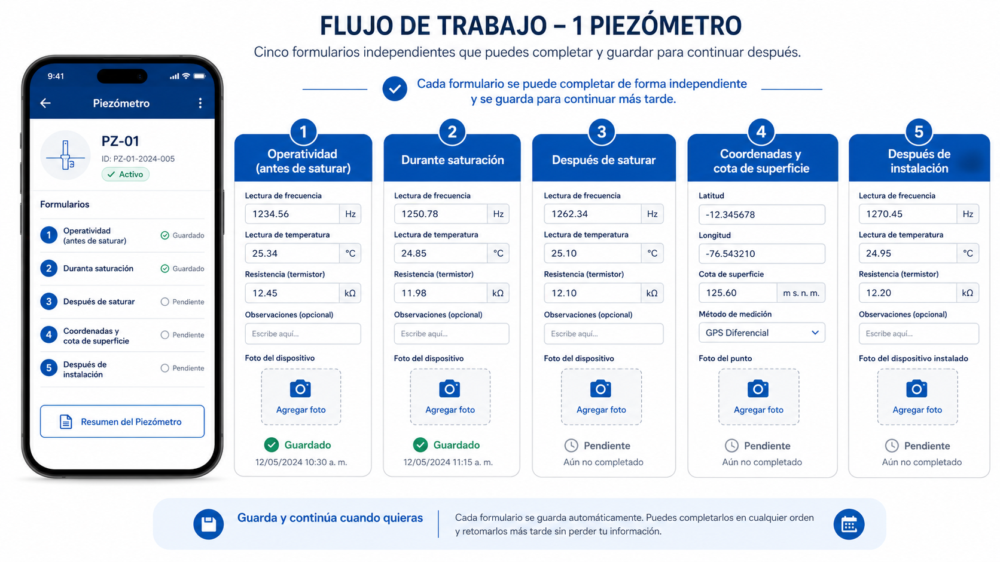 FLUJO DE TRABAJO – 1 PIEZÓMETRO
Cinco formularios independientes que puedes completar y guardar para continuar después.
Cada formulario se puede completar de forma independiente
y se guarda para continuar más tarde.
9:41
Piezómetro
PZ-01
ID: PZ-01-2024-005
Activo
Formularios
1
Operatividad
(antes de saturar)
Guardado
2
Duranta saturación
Guardado
3
Después de saturar
Pendiente
4
Coordenadas y
cota de superficie
Pendiente
5
Después de
instalación
Pendiente
Resumen del Piezómetro
1
Operatividad
(antes de saturar)
Lectura de frecuencia
1234.56 Hz
Lectura de temperatura
25.34 °C
Resistencia (termistor)
12.45 kΩ
Observaciones (opcional)
Escribe aquí...
Foto del dispositivo
Agregar foto
Guardado
12/05/2024 10:30 a. m.
2
Durante saturación
Lectura de frecuencia
1250.78 Hz
Lectura de temperatura
24.85 °C
Resistencia (termistor)
11.98 kΩ
Observaciones (opcional)
Escribe aquí...
Foto del dispositivo
Agregar foto
Guardado
12/05/2024 11:15 a. m.
3
Después de saturar
Lectura de frecuencia
1262.34 Hz
Lectura de temperatura
25.10 °C
Resistencia (termistor)
12.10 kΩ
Observaciones (opcional)
Escribe aquí...
Foto del dispositivo
Agregar foto
Pendiente
Aún no completado
4
Coordenadas y
cota de superficie
Latitud
-12.345678
Longitud
-76.543210
Cota de superficie
125.60 m s. n. m.
Método de medición
GPS Diferencial
Foto del punto
Agregar foto
Pendiente
Aún no completado
5
Después de
instalación
Lectura de frecuencia
1270.45 Hz
Lectura de temperatura
24.95 °C
Resistencia (termistor)
12.20 kΩ
Observaciones (opcional)
Escribe aquí...
Foto del dispositivo instalado
Agregar foto
Pendiente
Aún no completado
Guarda y continúa cuando quieras
Cada formulario se guarda automáticamente. Puedes completarlos en cualquier orden
y retomarlos más tarde sin perder tu información.